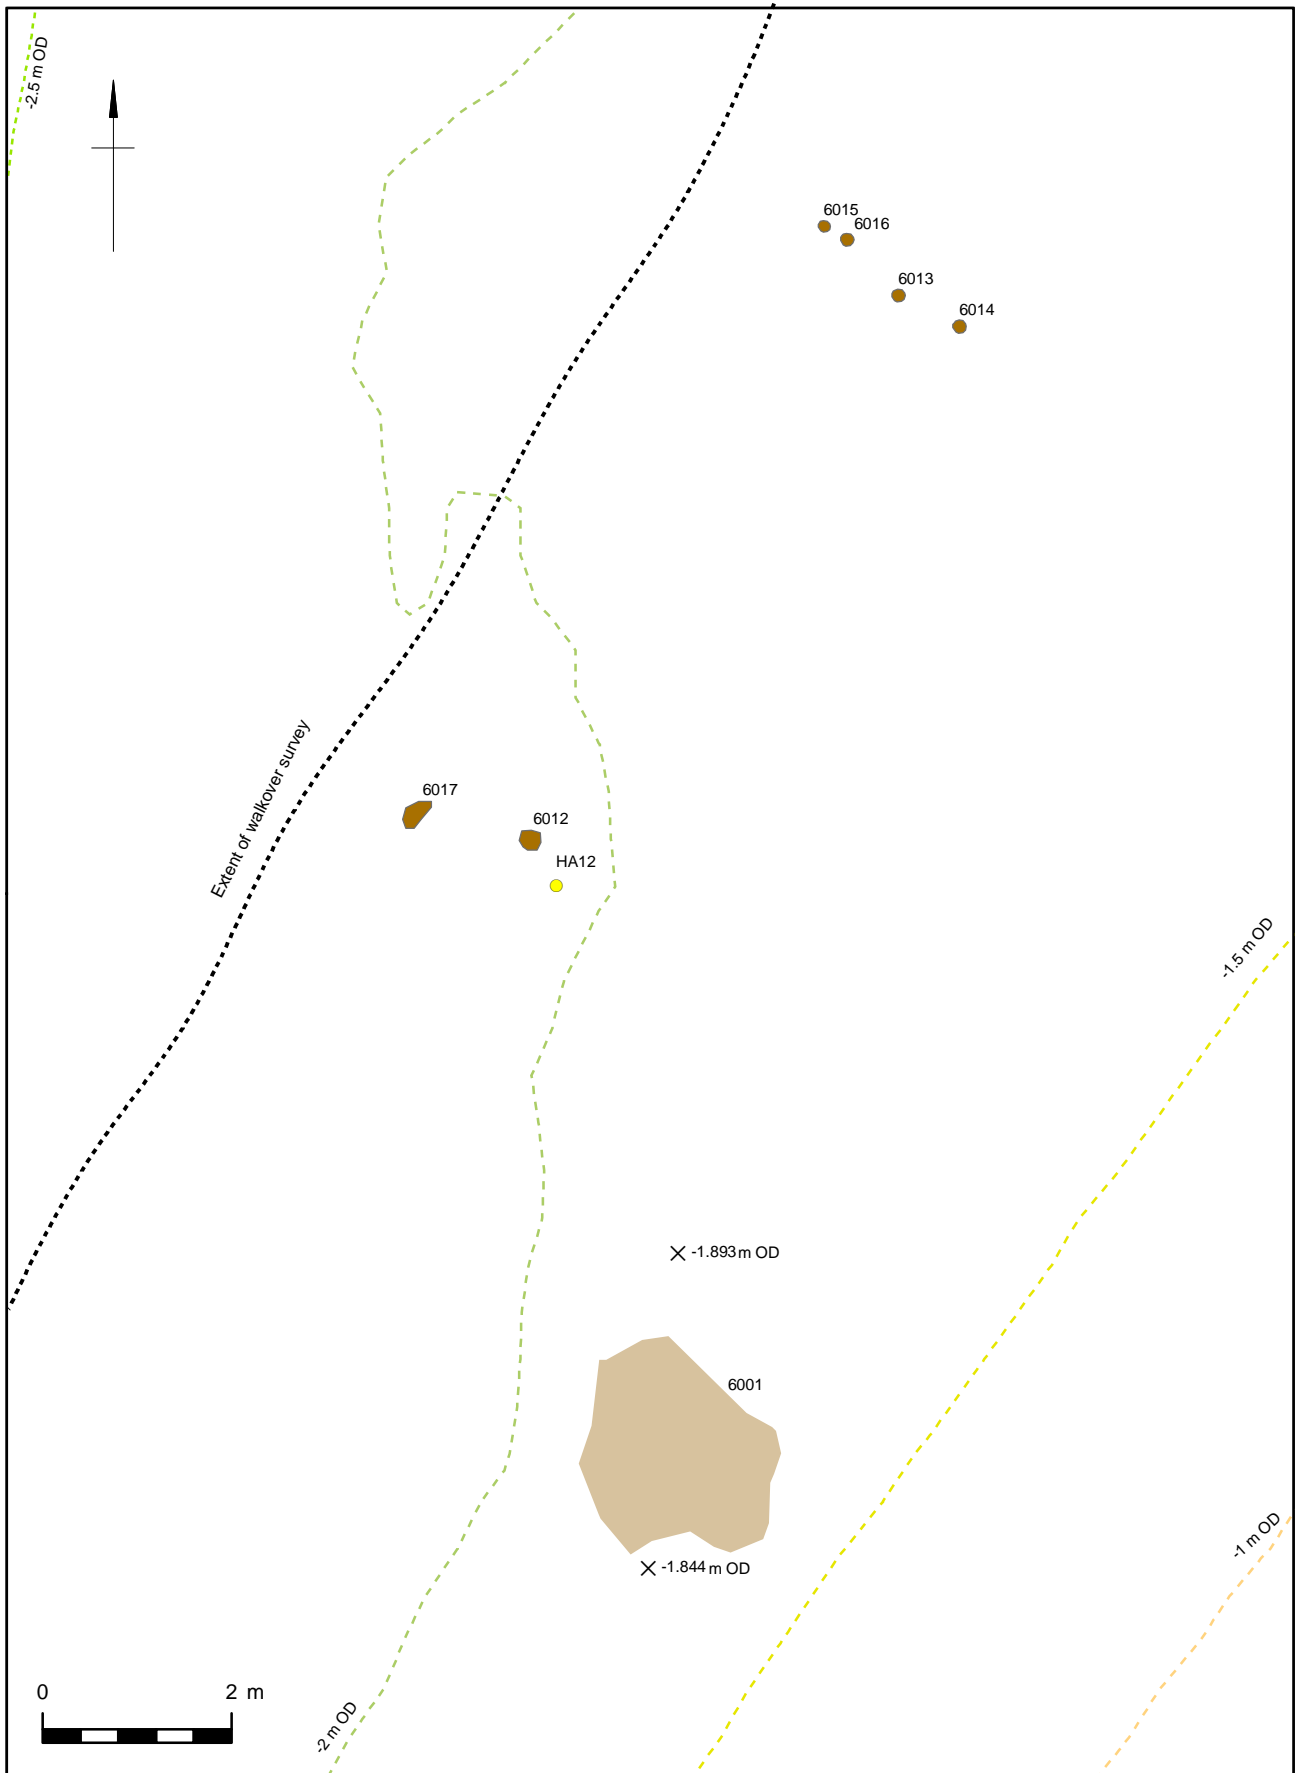 -2.5 m OD
6015
6016
6013
6014
Extent of walkover survey
6017
6012
HA12
-1.5 m OD
-1.893 m OD
6001
-1 m OD
-1.844 m OD
0 2 m
-2 m OD